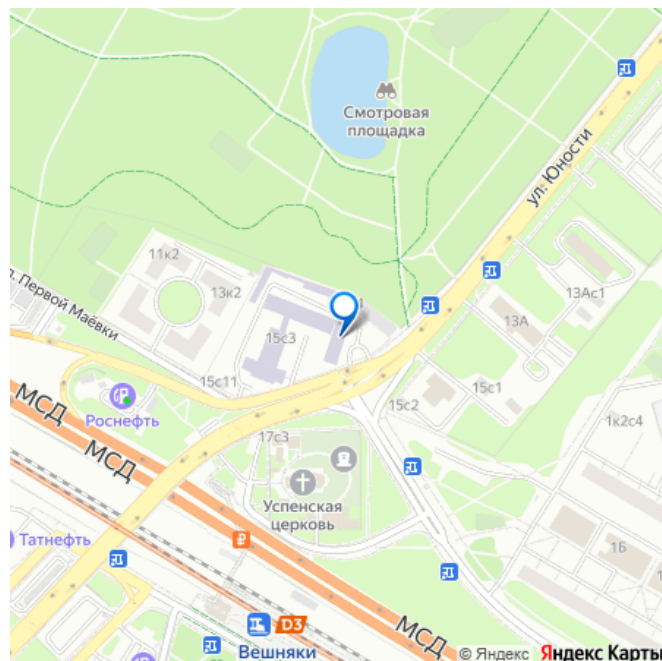 Смотровая
площадка
ул. Юности
11к2
13к2
л. Первой Маёвки
13Ас1
13А
15с3
15с11
15с1
15с2
1к2с4
МСД
Роснефть
МСД
17с3
Успенская
церковь
Татнефть
1Б
МСД
D3
Вешняки
© Яндекс Яндекс Карты